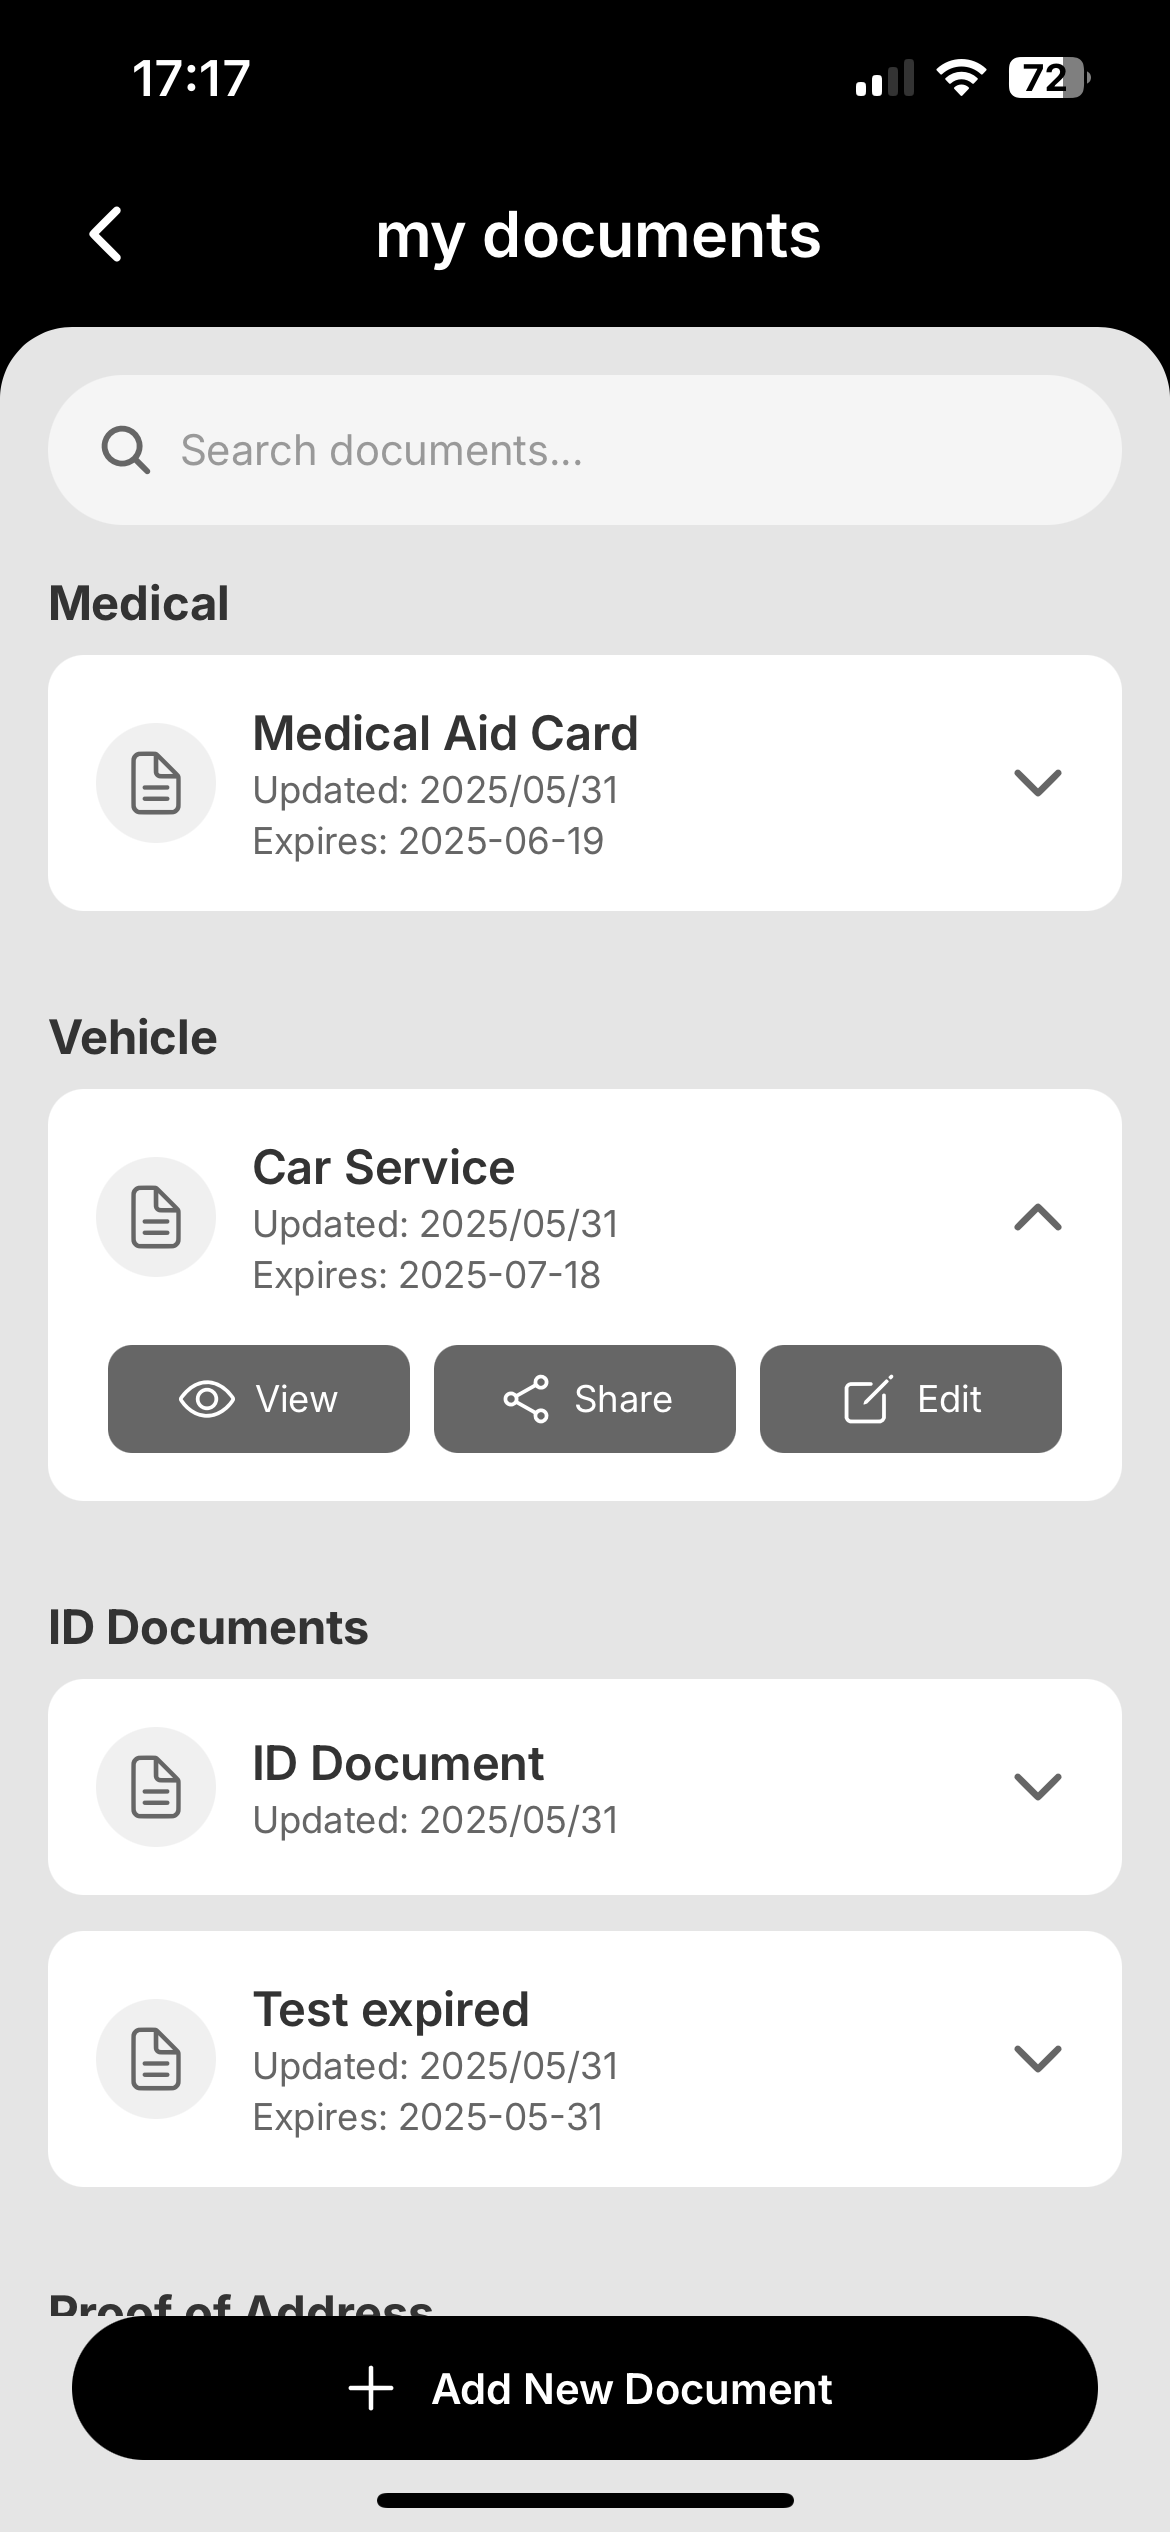 17:17
72
my documents
Search documents...
Medical
Medical Aid Card
Updated: 2025/05/31
Expires: 2025-06-19
Vehicle
Car Service
Updated: 2025/05/31
Expires: 2025-07-18
View
Share
Edit
ID Documents
ID Document
Updated: 2025/05/31
Test expired
Updated: 2025/05/31
Expires: 2025-05-31
Proof of Address
Add New Document